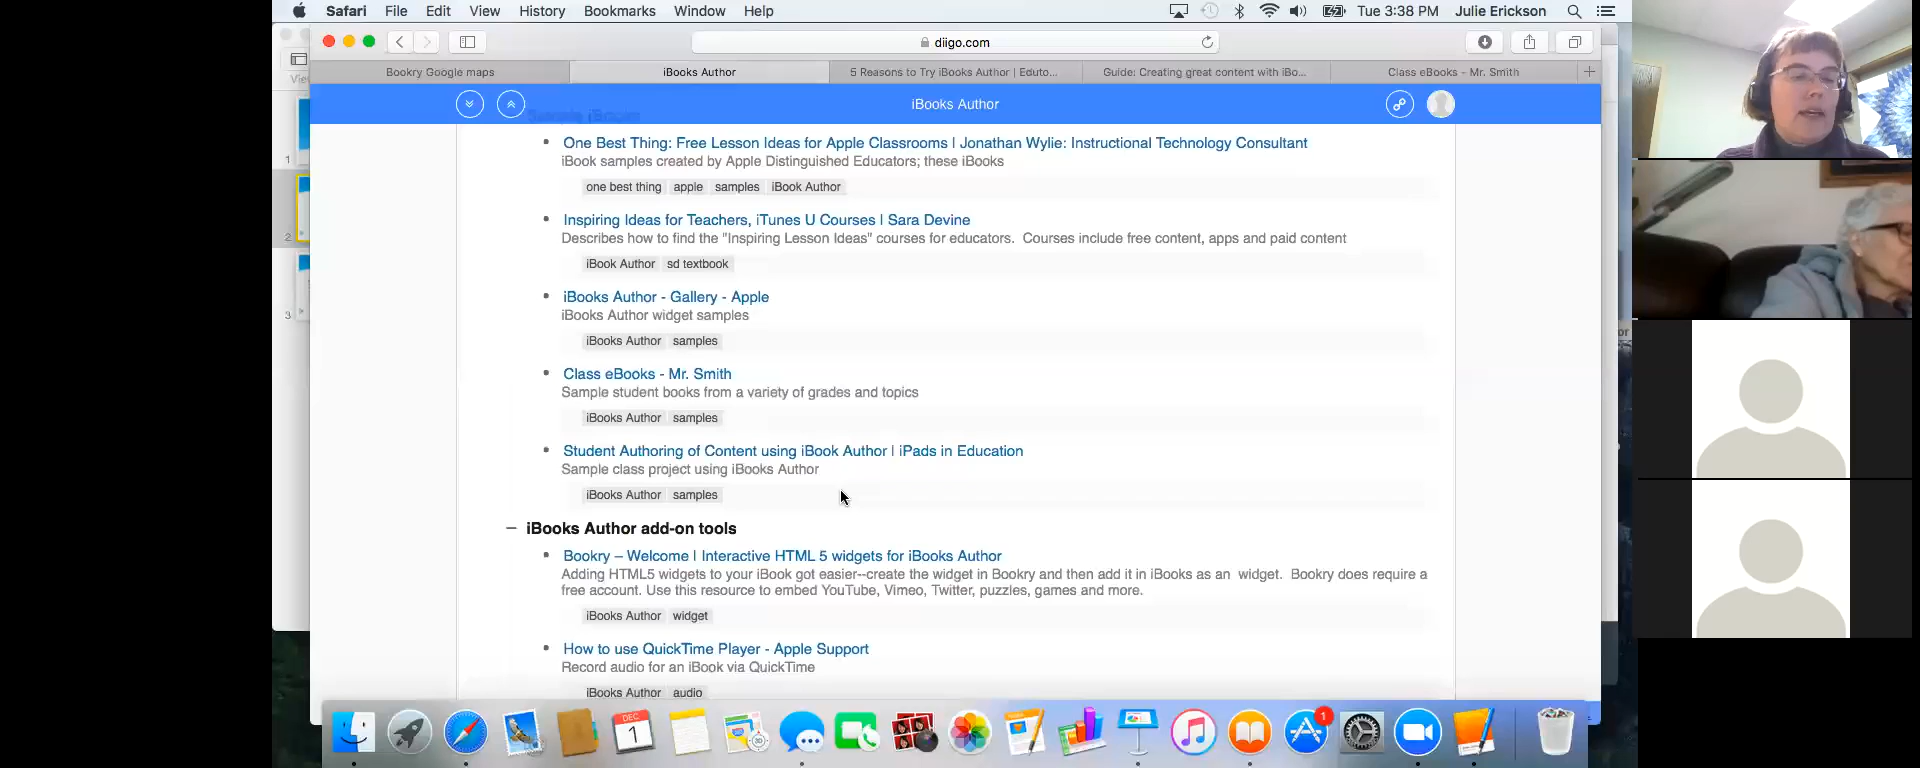 Safari File Edit View History Bookmarks Window Help Tue 3:38 PM Julie Erickson
diigo.com
Bookry Google maps iBooks Author 5 Reasons to Try iBooks Author | Eduto... Guide: Creating great content with iBo... Class eBooks - Mr. Smith
iBooks Author
One Best Thing: Free Lesson Ideas for Apple Classrooms | Jonathan Wylie: Instructional Technology Consultant
iBook samples created by Apple Distinguished Educators; these iBooks
one best thing apple samples iBook Author
Inspiring Ideas for Teachers, iTunes U Courses | Sara Devine
Describes how to find the "Inspiring Lesson Ideas" courses for educators. Courses include free content, apps and paid content
iBook Author sd textbook
iBooks Author - Gallery - Apple
iBooks Author widget samples
iBooks Author samples
Class eBooks - Mr. Smith
Sample student books from a variety of grades and topics
iBooks Author samples
Student Authoring of Content using iBook Author | iPads in Education
Sample class project using iBooks Author
iBooks Author samples
iBooks Author add-on tools
Bookry – Welcome | Interactive HTML 5 widgets for iBooks Author
Adding HTML5 widgets to your iBook got easier--create the widget in Bookry and then add it in iBooks as an widget. Bookry does require a
free account. Use this resource to embed YouTube, Vimeo, Twitter, puzzles, games and more.
iBooks Author widget
How to use QuickTime Player - Apple Support
Record audio for an iBook via QuickTime
iBooks Author audio
1
2
3
DEC
1
1